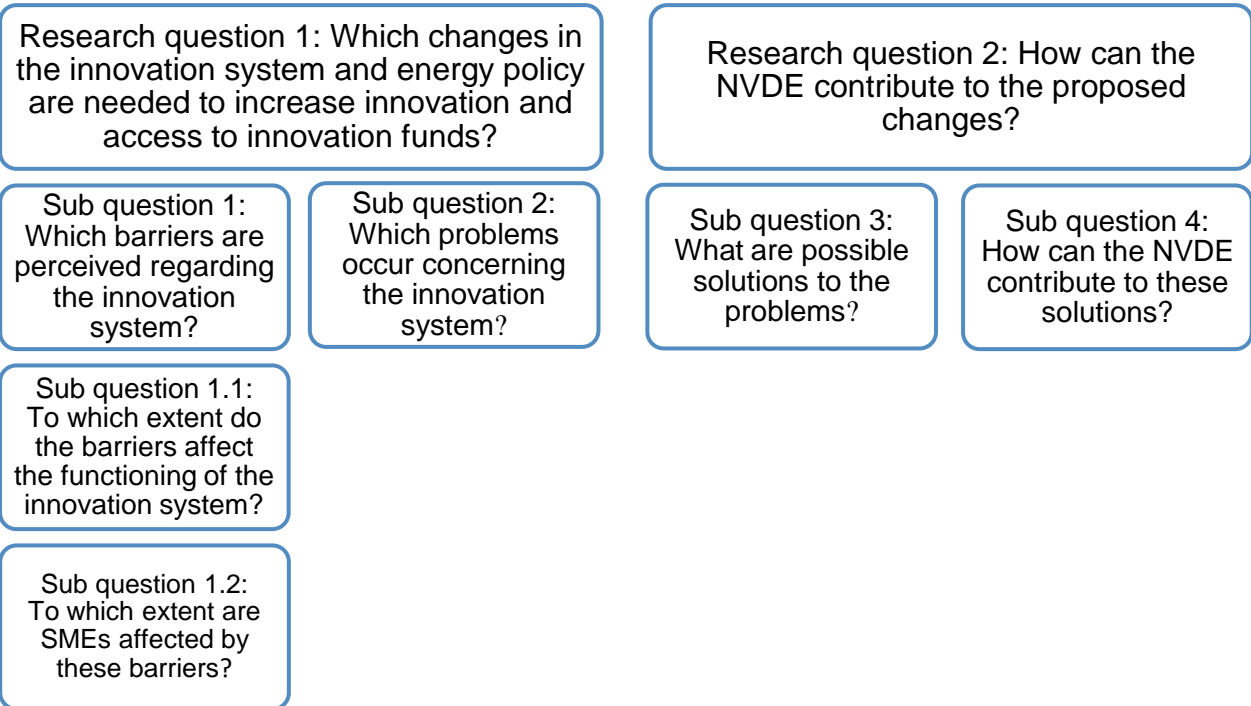 Research question 1: Which changes in
the innovation system and energy policy
are needed to increase innovation and
access to innovation funds?
Research question 2: How can the
NVDE contribute to the proposed
changes?
Sub question 1:
Which barriers are
perceived regarding
the innovation
system?
Sub question 2:
Which problems
occur concerning
the innovation
system?
Sub question 3:
What are possible
solutions to the
problems?
Sub question 4:
How can the NVDE
contribute to these
solutions?
Sub question 1.1:
To which extent do
the barriers affect
the functioning of the
innovation system?
Sub question 1.2:
To which extent are
SMEs affected by
these barriers?